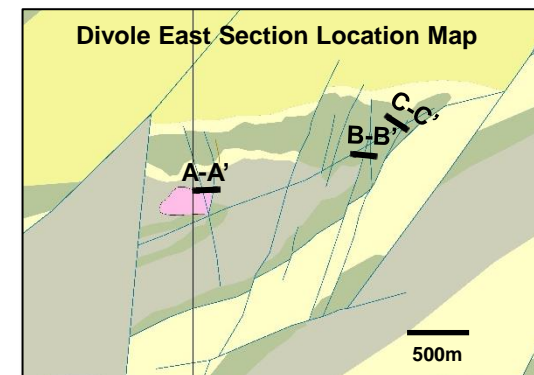 Divole East Section Location Map
C-C’
B-B’
A-A’
500m